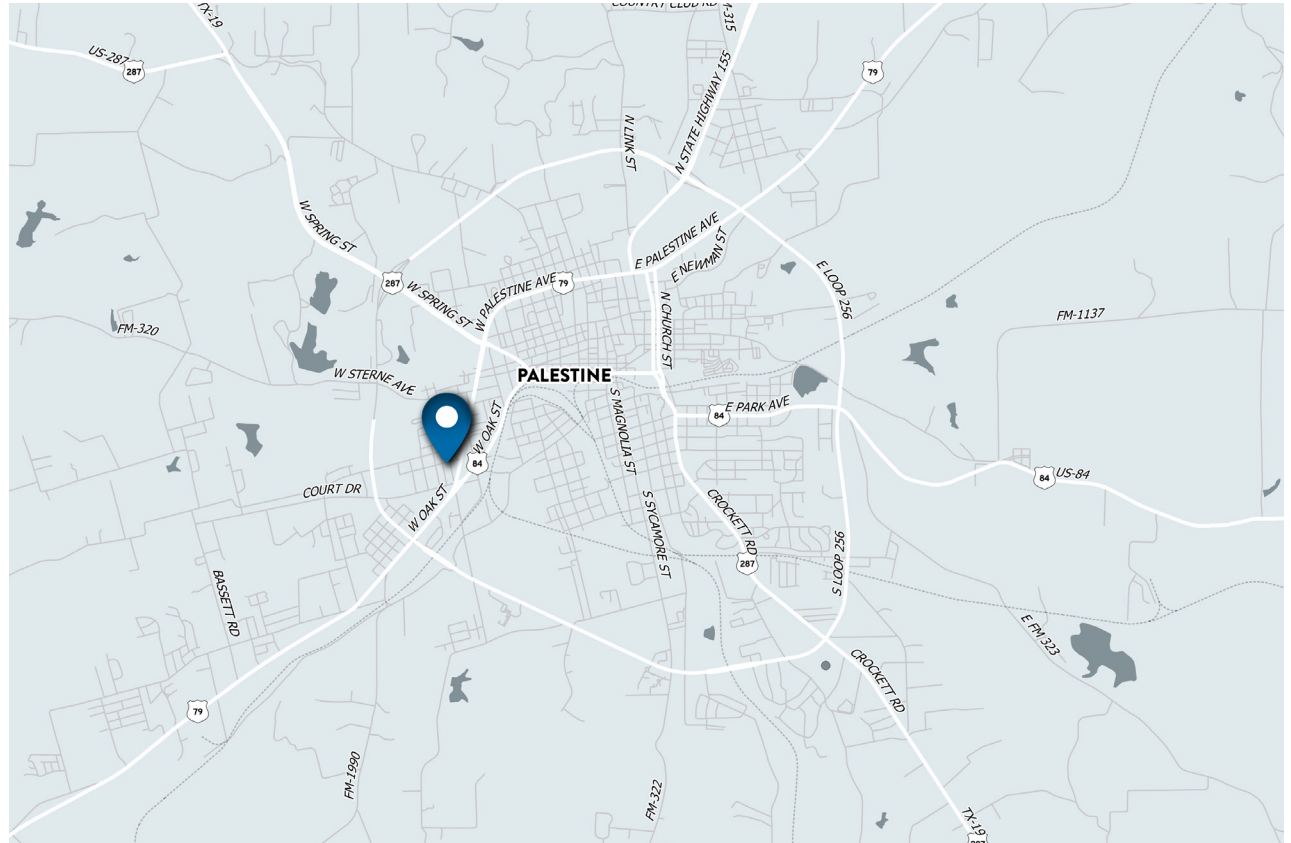 COUNTRY CLUB RD
TX-19
US-287
287
79
N LINK ST
N STATE HIGHWAY 155
W SPRING ST
287
W SPRING ST
W PALESTINE AVE
79
E PALESTINE AVE
E NEWMAN ST
E LOOP 256
FM-320
N CHURCH ST
FM-1137
W STERNE AVE
PALESTINE
S MAGNOLIA ST
84
E PARK AVE
W OAK ST
84
84
US-84
COURT DR
W OAK ST
S SYCAMORE ST
CROCKETT RD
287
S LOOP 256
BASSETT RD
E FM 323
CROCKETT RD
79
FM-1990
FM-322
TX-19